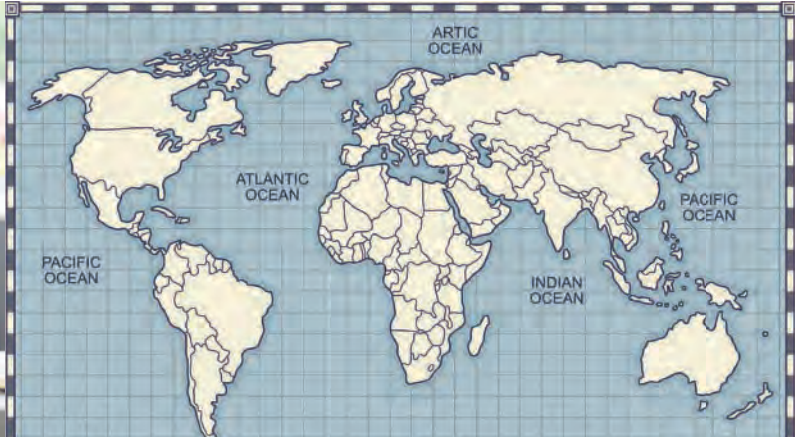 ARTIC
OCEAN
ATLANTIC
OCEAN
PACIFIC
OCEAN
PACIFIC
OCEAN
INDIAN
OCEAN